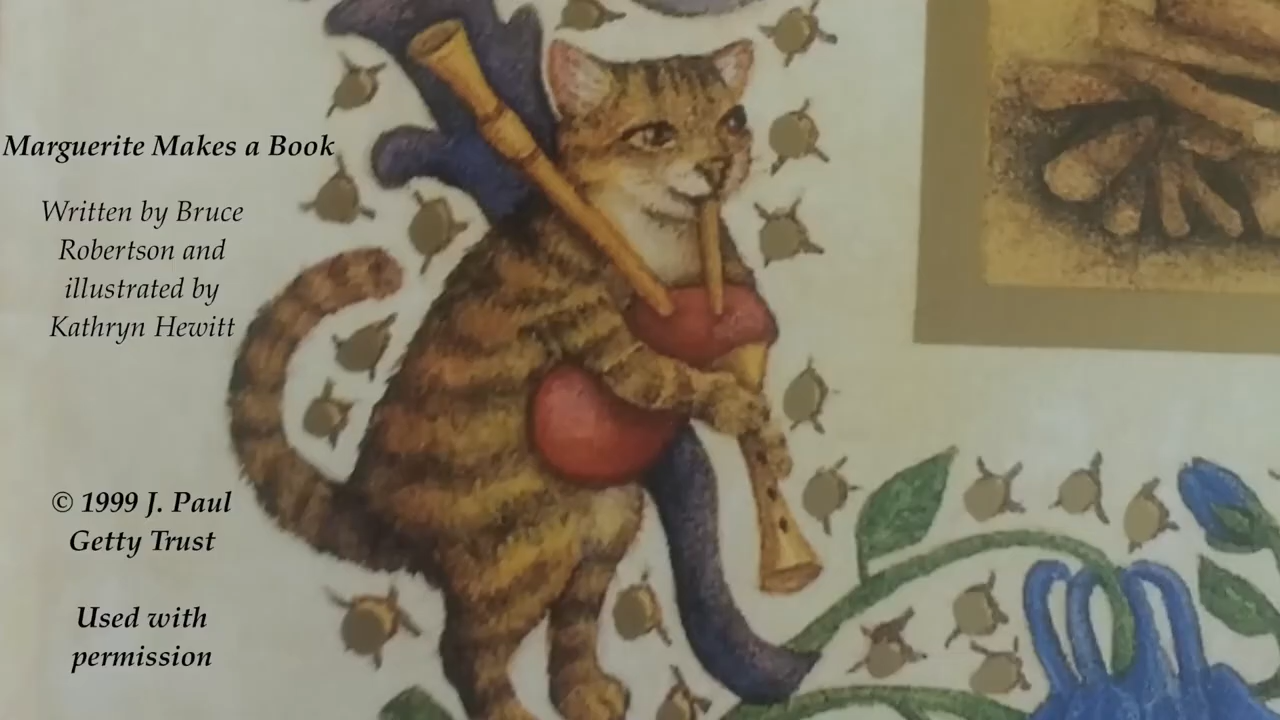 Marguerite Makes a Book
Written by Bruce
Robertson and
illustrated by
Kathryn Hewitt
© 1999 J. Paul
Getty Trust
Used with
permission